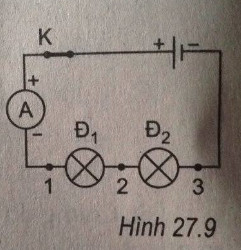 K
+ −
+
A
−
Đ₁ Đ₂
1 2 3
Hình 27.9